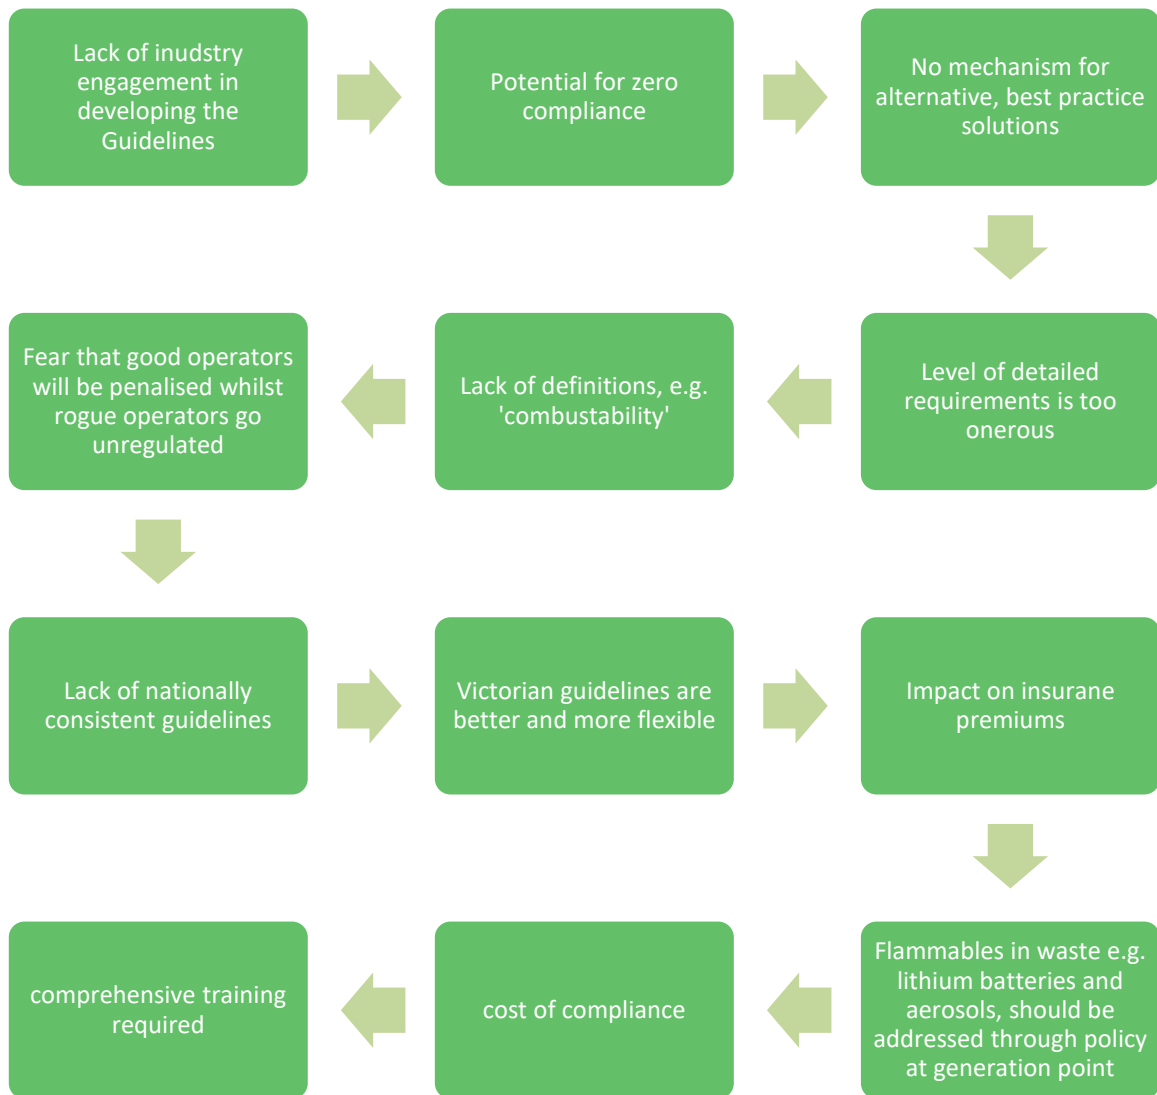 Lack of inudstry
engagement in
developing the
Guidelines
Potential for zero
compliance
No mechanism for
alternative, best practice
solutions
Level of detailed
requirements is too
onerous
Lack of definitions, e.g.
'combustability'
Fear that good operators
will be penalised whilst
rogue operators go
unregulated
Lack of nationally
consistent guidelines
Victorian guidelines are
better and more flexible
Impact on insurane
premiums
Flammables in waste e.g.
lithium batteries and
aerosols, should be
addressed through policy
at generation point
cost of compliance
comprehensive training
required